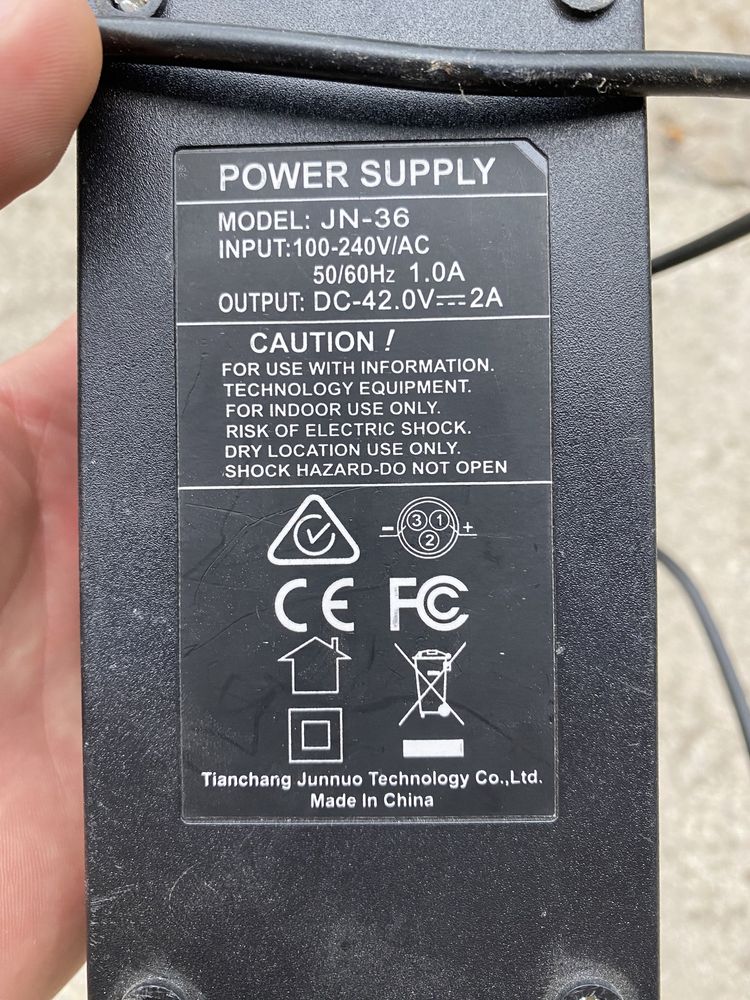 POWER SUPPLY
MODEL: JN-36
INPUT:100-240V/AC
50/60Hz 1.0A
OUTPUT: DC-42.0V⎓2A
CAUTION !
FOR USE WITH INFORMATION.
TECHNOLOGY EQUIPMENT.
FOR INDOOR USE ONLY.
RISK OF ELECTRIC SHOCK.
DRY LOCATION USE ONLY.
SHOCK HAZARD-DO NOT OPEN
- 3 1 +
2
CE FC
Tianchang Junnuo Technology Co.,Ltd.
Made In China